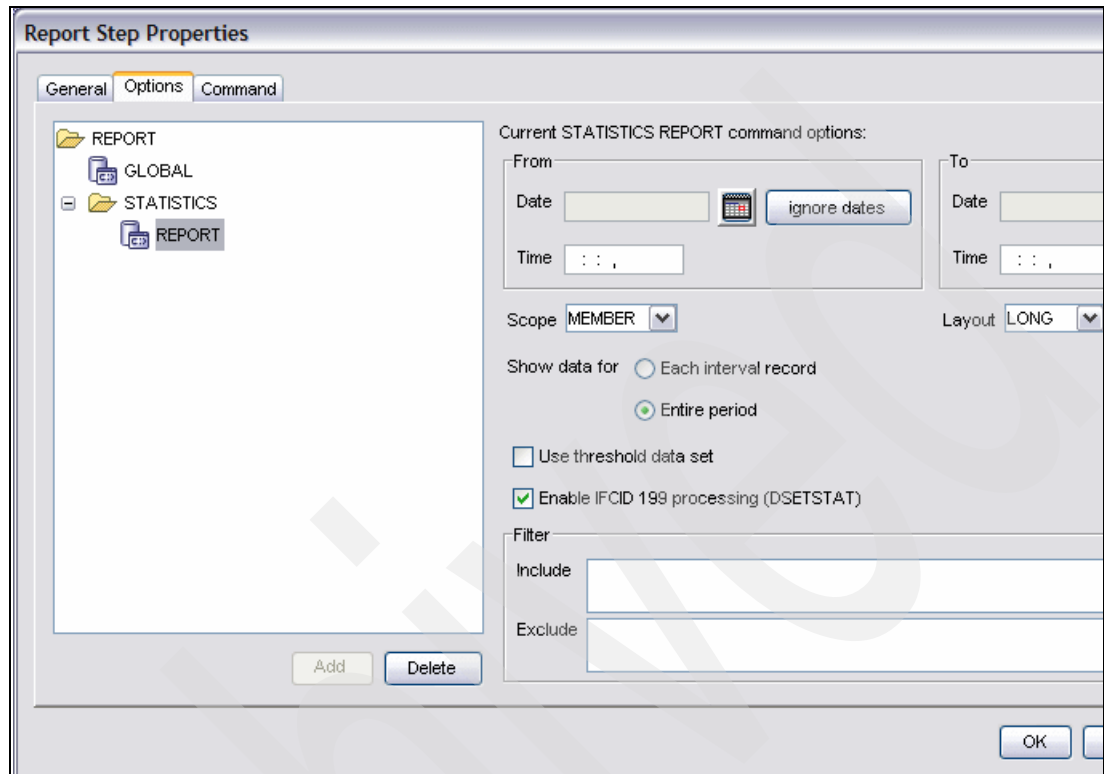 Report Step Properties
General Options Command
REPORT
GLOBAL
STATISTICS
REPORT
Add Delete
Current STATISTICS REPORT command options:
From
Date ignore dates
Time : : ,
To
Date
Time : : ,
Scope MEMBER
Layout LONG
Show data for Each interval record
Entire period
Use threshold data set
Enable IFCID 199 processing (DSETSTAT)
Filter
Include
Exclude
OK